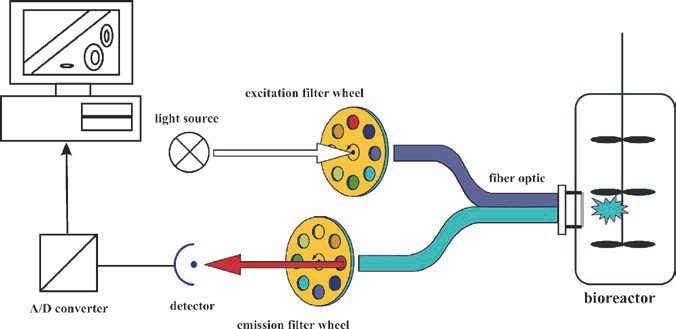 excitation filter wheel
light source
fiber optic
bioreactor
A/D converter
detector
emission filter wheel